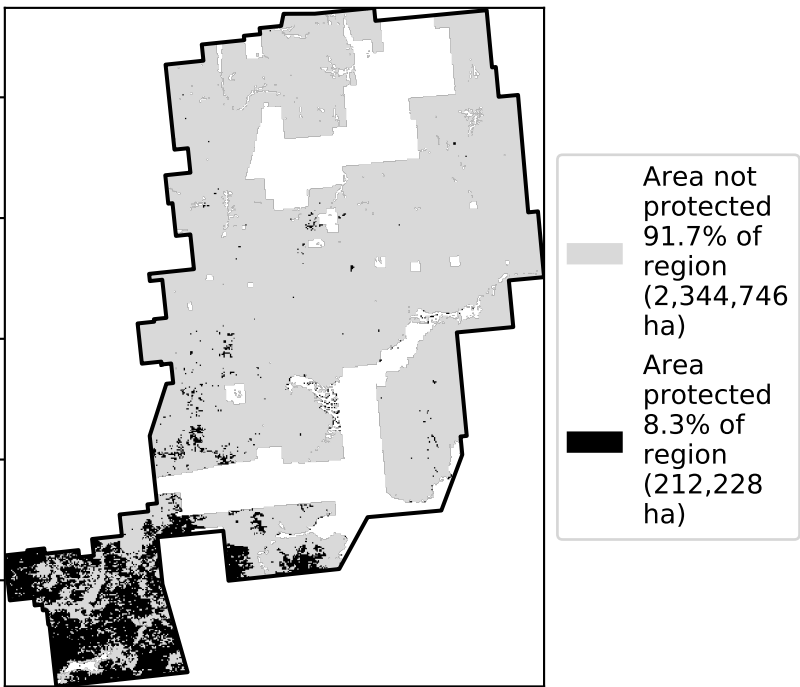 Area not
protected
91.7% of
region
(2,344,746
ha)
Area
protected
8.3% of
region
(212,228
ha)